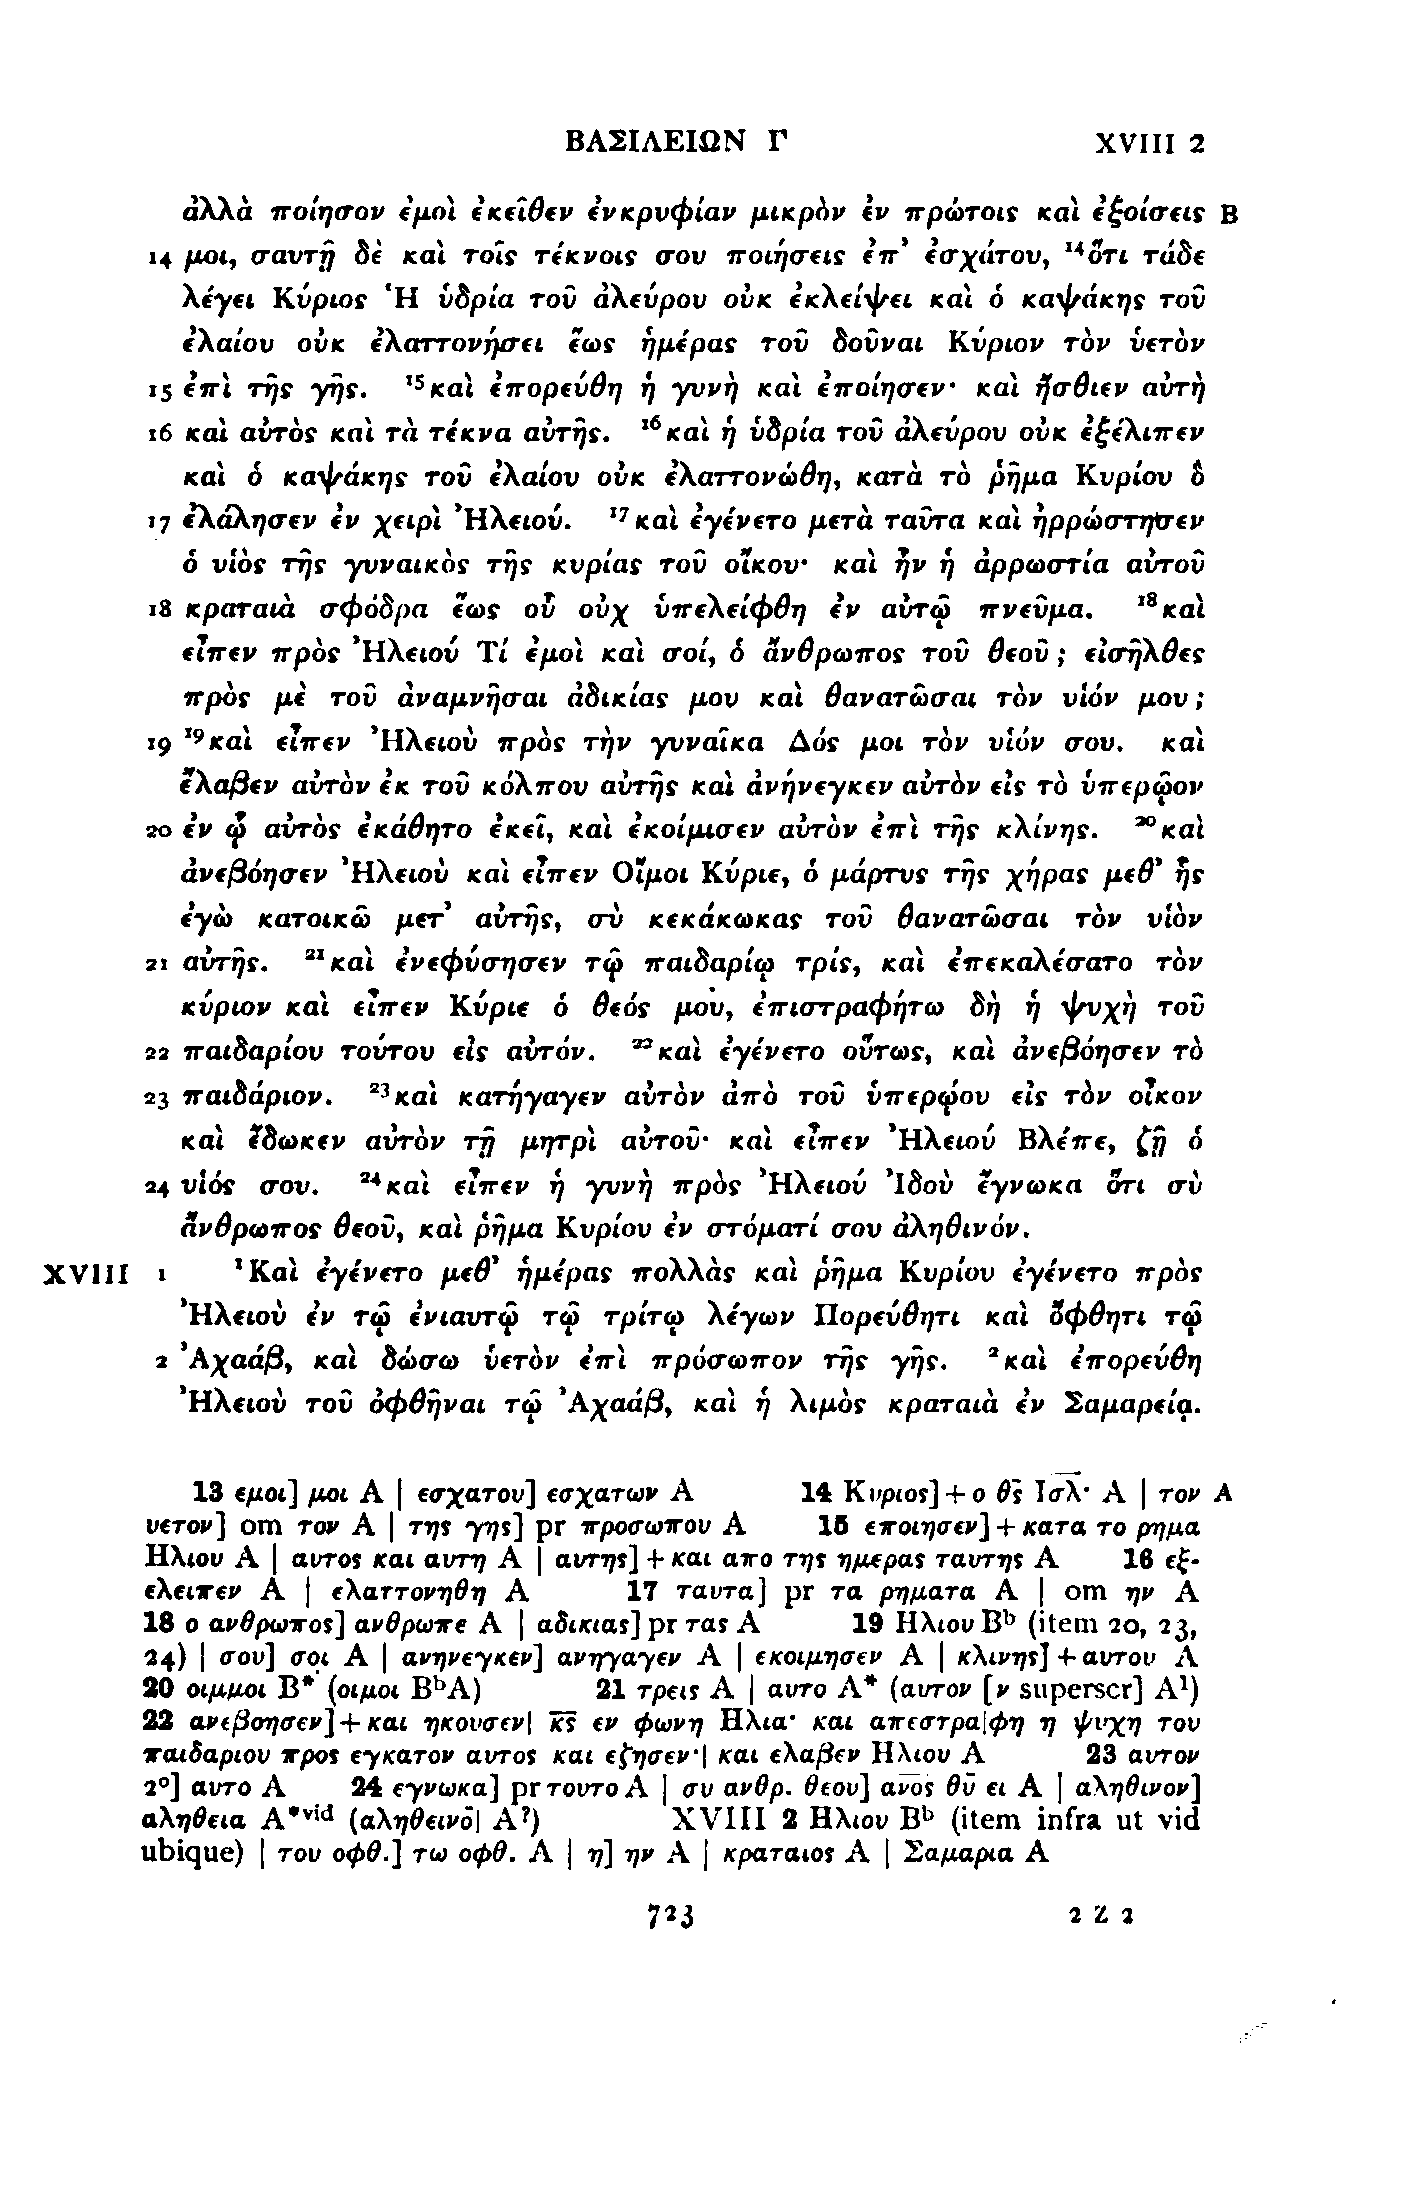 ΒΑΣΙΛΕΙΩΝ Γ XVIII 2
ἀλλὰ ποίησον ἐμοὶ ἐκεῖθεν ἐνκρυφίαν μικρὸν ἐν πρώτοις καὶ ἐξοίσεις B
14 μοι, σαυτῇ δὲ καὶ τοῖς τέκνοις σου ποιήσεις ἐπ’ ἐσχάτου, ¹⁴ὅτι τάδε
λέγει Κύριος Ἡ ὑδρία τοῦ ἀλεύρου οὐκ ἐκλείψει καὶ ὁ καψάκης τοῦ
ἐλαίου οὐκ ἐλαττονήσει ἕως ἡμέρας τοῦ δοῦναι Κύριον τὸν ὑετὸν
15 ἐπὶ τῆς γῆς. ¹⁵καὶ ἐπορεύθη ἡ γυνὴ καὶ ἐποίησεν· καὶ ἤσθιεν αὐτὴ
16 καὶ αὐτὸς καὶ τὰ τέκνα αὐτῆς. ¹⁶καὶ ἡ ὑδρία τοῦ ἀλεύρου οὐκ ἐξέλιπεν
καὶ ὁ καψάκης τοῦ ἐλαίου οὐκ ἐλαττονώθη, κατὰ τὸ ῥῆμα Κυρίου ὃ
17 ἐλάλησεν ἐν χειρὶ Ἠλειού. ¹⁷καὶ ἐγένετο μετὰ ταῦτα καὶ ἠρρώστησεν
ὁ υἱὸς τῆς γυναικὸς τῆς κυρίας τοῦ οἴκου· καὶ ἦν ἡ ἀρρωστία αὐτοῦ
18 κραταιὰ σφόδρα ἕως οὗ οὐχ ὑπελείφθη ἐν αὐτῷ πνεῦμα. ¹⁸καὶ
εἶπεν πρὸς Ἠλειού Τί ἐμοὶ καὶ σοί, ὁ ἄνθρωπος τοῦ θεοῦ; εἰσῆλθες
πρὸς μὲ τοῦ ἀναμνῆσαι ἀδικίας μου καὶ θανατῶσαι τὸν υἱόν μου;
19 ¹⁹καὶ εἶπεν Ἠλειοὺ πρὸς τὴν γυναῖκα Δός μοι τὸν υἱόν σου. καὶ
ἔλαβεν αὐτὸν ἐκ τοῦ κόλπου αὐτῆς καὶ ἀνήνεγκεν αὐτὸν εἰς τὸ ὑπερῷον
20 ἐν ᾧ αὐτὸς ἐκάθητο ἐκεῖ, καὶ ἐκοίμισεν αὐτὸν ἐπὶ τῆς κλίνης. ²⁰καὶ
ἀνεβόησεν Ἠλειοὺ καὶ εἶπεν Οἴμοι Κύριε, ὁ μάρτυς τῆς χήρας μεθ’ ἧς
ἐγὼ κατοικῶ μετ’ αὐτῆς, σὺ κεκάκωκας τοῦ θανατῶσαι τὸν υἱὸν
21 αὐτῆς. ²¹καὶ ἐνεφύσησεν τῷ παιδαρίῳ τρίς, καὶ ἐπεκαλέσατο τὸν
κύριον καὶ εἶπεν Κύριε ὁ θεός μου, ἐπιστραφήτω δὴ ἡ ψυχὴ τοῦ
22 παιδαρίου τούτου εἰς αὐτόν. ²²καὶ ἐγένετο οὕτως, καὶ ἀνεβόησεν τὸ
23 παιδάριον. ²³καὶ κατήγαγεν αὐτὸν ἀπὸ τοῦ ὑπερῴου εἰς τὸν οἶκον
καὶ ἔδωκεν αὐτὸν τῇ μητρὶ αὐτοῦ· καὶ εἶπεν Ἠλειού Βλέπε, ζῇ ὁ
24 υἱός σου. ²⁴καὶ εἶπεν ἡ γυνὴ πρὸς Ἠλειού Ἰδοὺ ἔγνωκα ὅτι σὺ
ἄνθρωπος θεοῦ, καὶ ῥῆμα Κυρίου ἐν στόματί σου ἀληθινόν.
XVIII 1 ¹Καὶ ἐγένετο μεθ’ ἡμέρας πολλὰς καὶ ῥῆμα Κυρίου ἐγένετο πρὸς
Ἠλειοὺ ἐν τῷ ἐνιαυτῷ τῷ τρίτῳ λέγων Πορεύθητι καὶ ὄφθητι τῷ
2 Ἀχαάβ, καὶ δώσω ὑετὸν ἐπὶ πρόσωπον τῆς γῆς. ²καὶ ἐπορεύθη
Ἠλειοὺ τοῦ ὀφθῆναι τῷ Ἀχαάβ, καὶ ἡ λιμὸς κραταιὰ ἐν Σαμαρείᾳ.
13 εμοι] μοι A | εσχατου] εσχατων A 14 Κυριος] + ο θ̅ς̅ Ισ̅λ̅· A | τον A
υετον] om τον A | της γης] pr προσωπου A 15 εποιησεν] + κατα το ρημα
Ηλιου A | αυτος και αυτη A | αυτης] + και απο της ημερας ταυτης A 16 εξ-
ελειπεν A | ελαττονηθη A 17 ταυτα] pr τα ρηματα A | om ην A
18 ο ανθρωπος] ανθρωπε A | αδικιας] pr τας A 19 Ηλιου Bᵇ (item 20, 23,
24) | σου] σοι A | ανηνεγκεν] ανηγαγεν A | εκοιμησεν A | κλινης] + αυτου A
20 οιμμοι B* (οιμοι BᵇA) 21 τρεις A | αυτο A* (αυτον [ν superscr] A¹)
22 ανεβοησεν] + και ηκουσεν| κ̅ς̅ εν φωνη Ηλια· και απεστρα|φη η ψυχη του
παιδαριου προς εγκατον αυτος και εζησεν·| και ελαβεν Ηλιου A 23 αυτον
2º] αυτο A 24 εγνωκα] pr τουτο A | συ ανθρ. θεου] α̅ν̅ο̅ς̅ θ̅υ̅ ει A | αληθινον]
αληθεια A*ᵛⁱᵈ (αληθεινο̅| A?) XVIII 2 Ηλιου Bᵇ (item infra ut vid
ubique) | του οφθ.] τω οφθ. A | η] ην A | κραταιος A | Σαμαρια A
723 2 Z 2